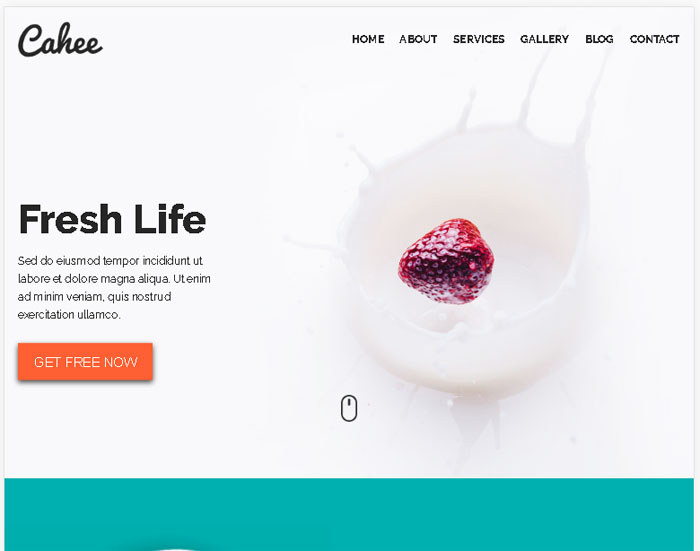 Cahee
HOME ABOUT SERVICES GALLERY BLOG CONTACT
Fresh Life
Sed do eiusmod tempor incididunt ut
labore et dolore magna aliqua. Ut enim
ad minim veniam, quis nostrud
exercitation ullamco.
GET FREE NOW